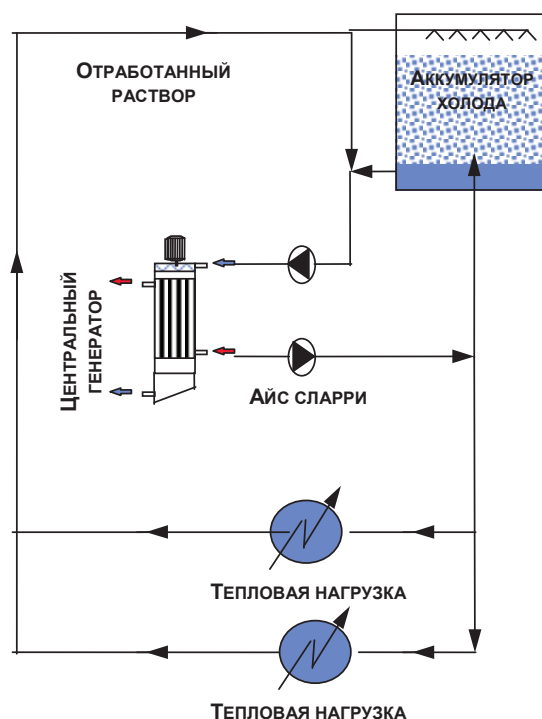 ОТРАБОТАННЫЙ
РАСТВОР
АККУМУЛЯТОР
ХОЛОДА
ЦЕНТРАЛЬНЫЙ
ГЕНЕРАТОР
АЙС СЛАРРИ
ТЕПЛОВАЯ НАГРУЗКА
ТЕПЛОВАЯ НАГРУЗКА